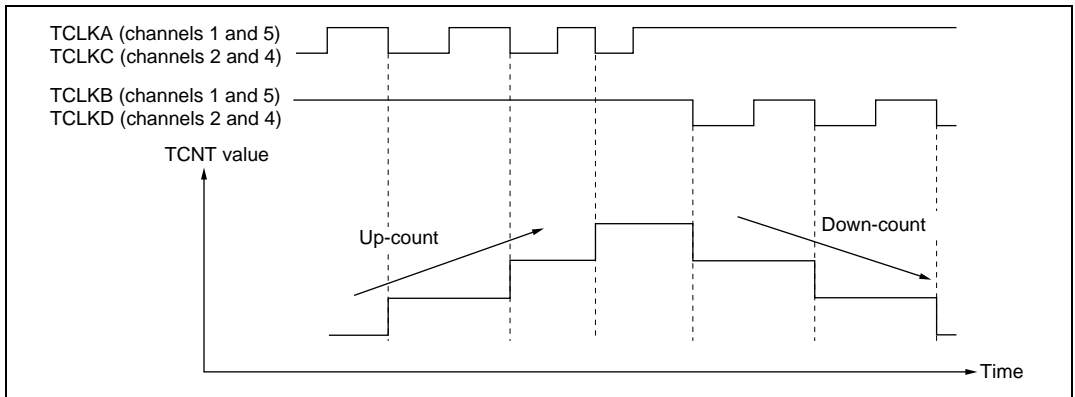 TCLKA (channels 1 and 5)
TCLKC (channels 2 and 4)
TCLKB (channels 1 and 5)
TCLKD (channels 2 and 4)
TCNT value
Up-count
Down-count
Time